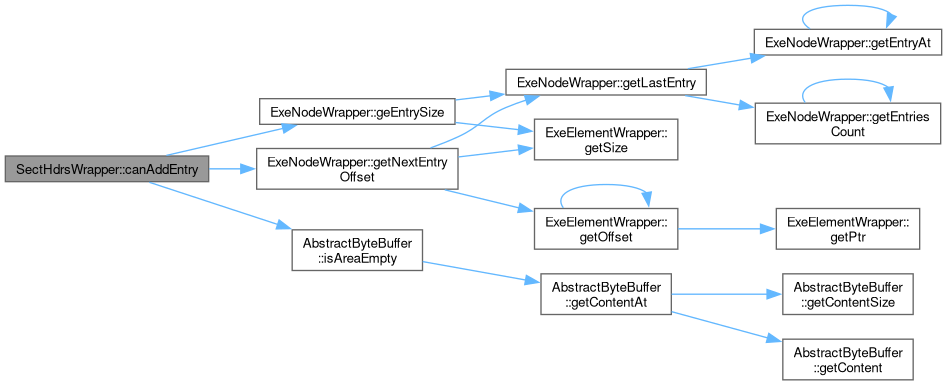 ExeNodeWrapper::getEntryAt
ExeNodeWrapper::getLastEntry
ExeNodeWrapper::geEntrySize
ExeNodeWrapper::getEntries
Count
ExeElementWrapper::
getSize
SectHdrsWrapper::canAddEntry
ExeNodeWrapper::getNextEntry
Offset
ExeElementWrapper::
getOffset
ExeElementWrapper::
getPtr
AbstractByteBuffer
::isAreaEmpty
AbstractByteBuffer
::getContentAt
AbstractByteBuffer
::getContentSize
AbstractByteBuffer
::getContent